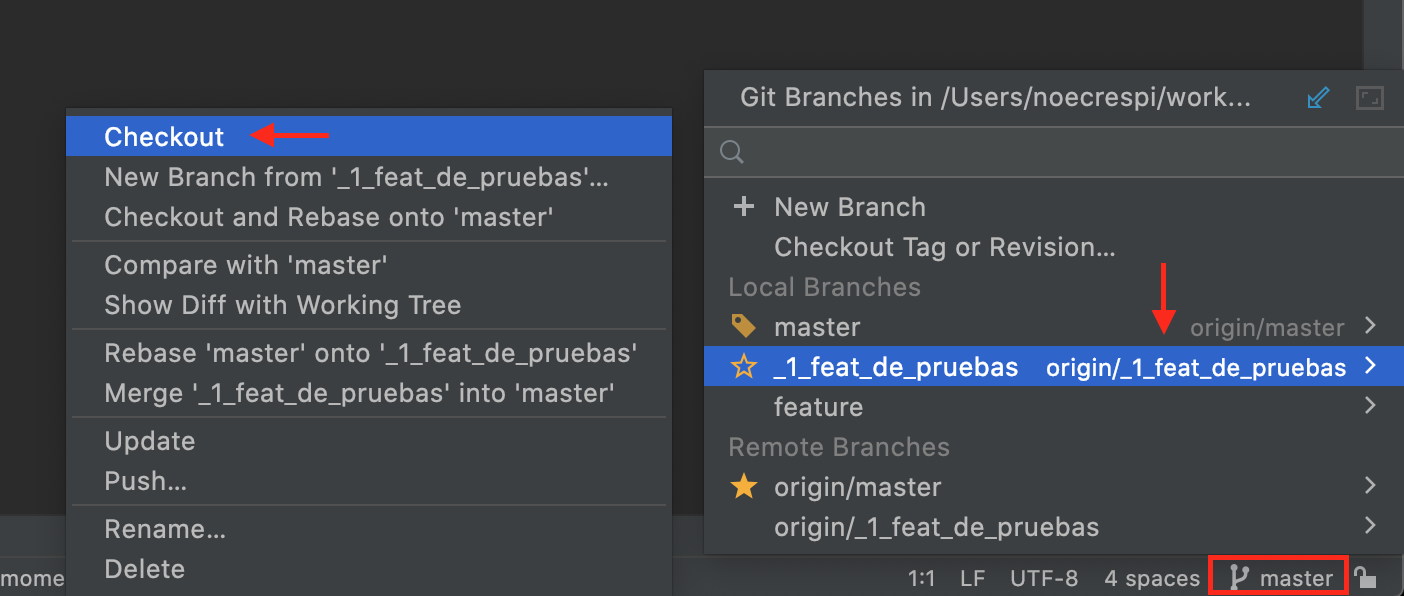 Git Branches in /Users/noecrespi/work...
New Branch
Checkout Tag or Revision...
Local Branches
master origin/master
_1_feat_de_pruebas origin/_1_feat_de_pruebas
feature
Remote Branches
origin/master
origin/_1_feat_de_pruebas
Checkout
New Branch from '_1_feat_de_pruebas'...
Checkout and Rebase onto 'master'
Compare with 'master'
Show Diff with Working Tree
Rebase 'master' onto '_1_feat_de_pruebas'
Merge '_1_feat_de_pruebas' into 'master'
Update
Push...
Rename...
Delete
mome 1:1 LF UTF-8 4 spaces master